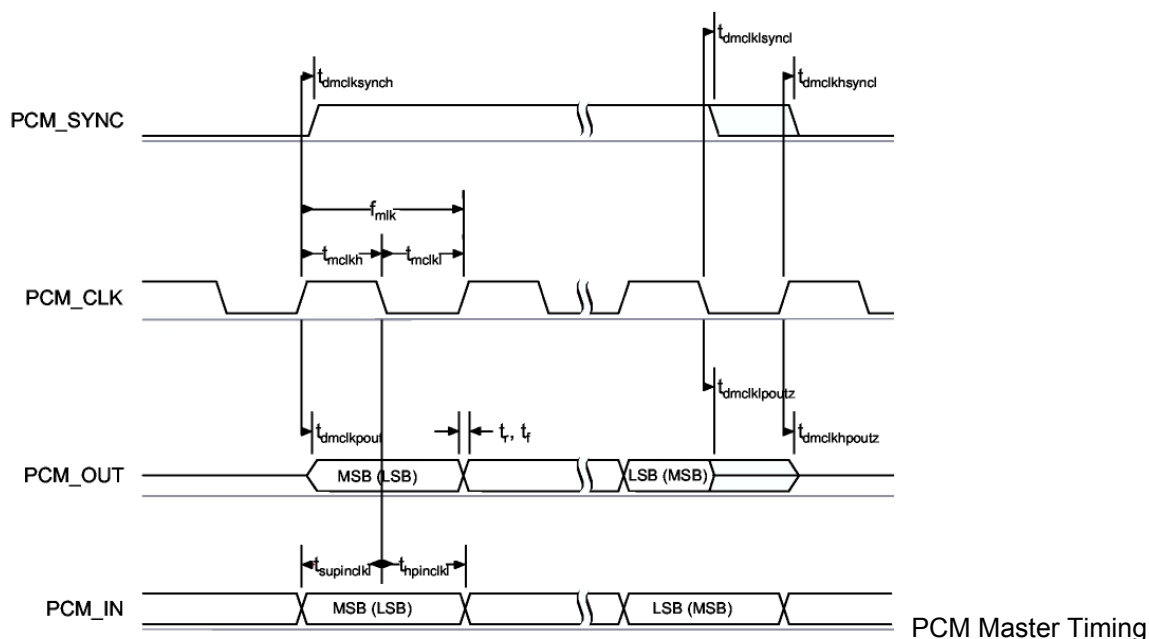 t_dmclklsyncl
t_dmclksynch
t_dmclkhsyncl
PCM_SYNC
f_mlk
t_mclkh
t_mclkl
PCM_CLK
t_dmclklpoutz
t_dmclkpout
t_r, t_f
t_dmclkhpoutz
PCM_OUT
MSB (LSB)
LSB (MSB)
t_supinclkl
t_hpinclkl
PCM_IN
MSB (LSB)
LSB (MSB)
PCM Master Timing